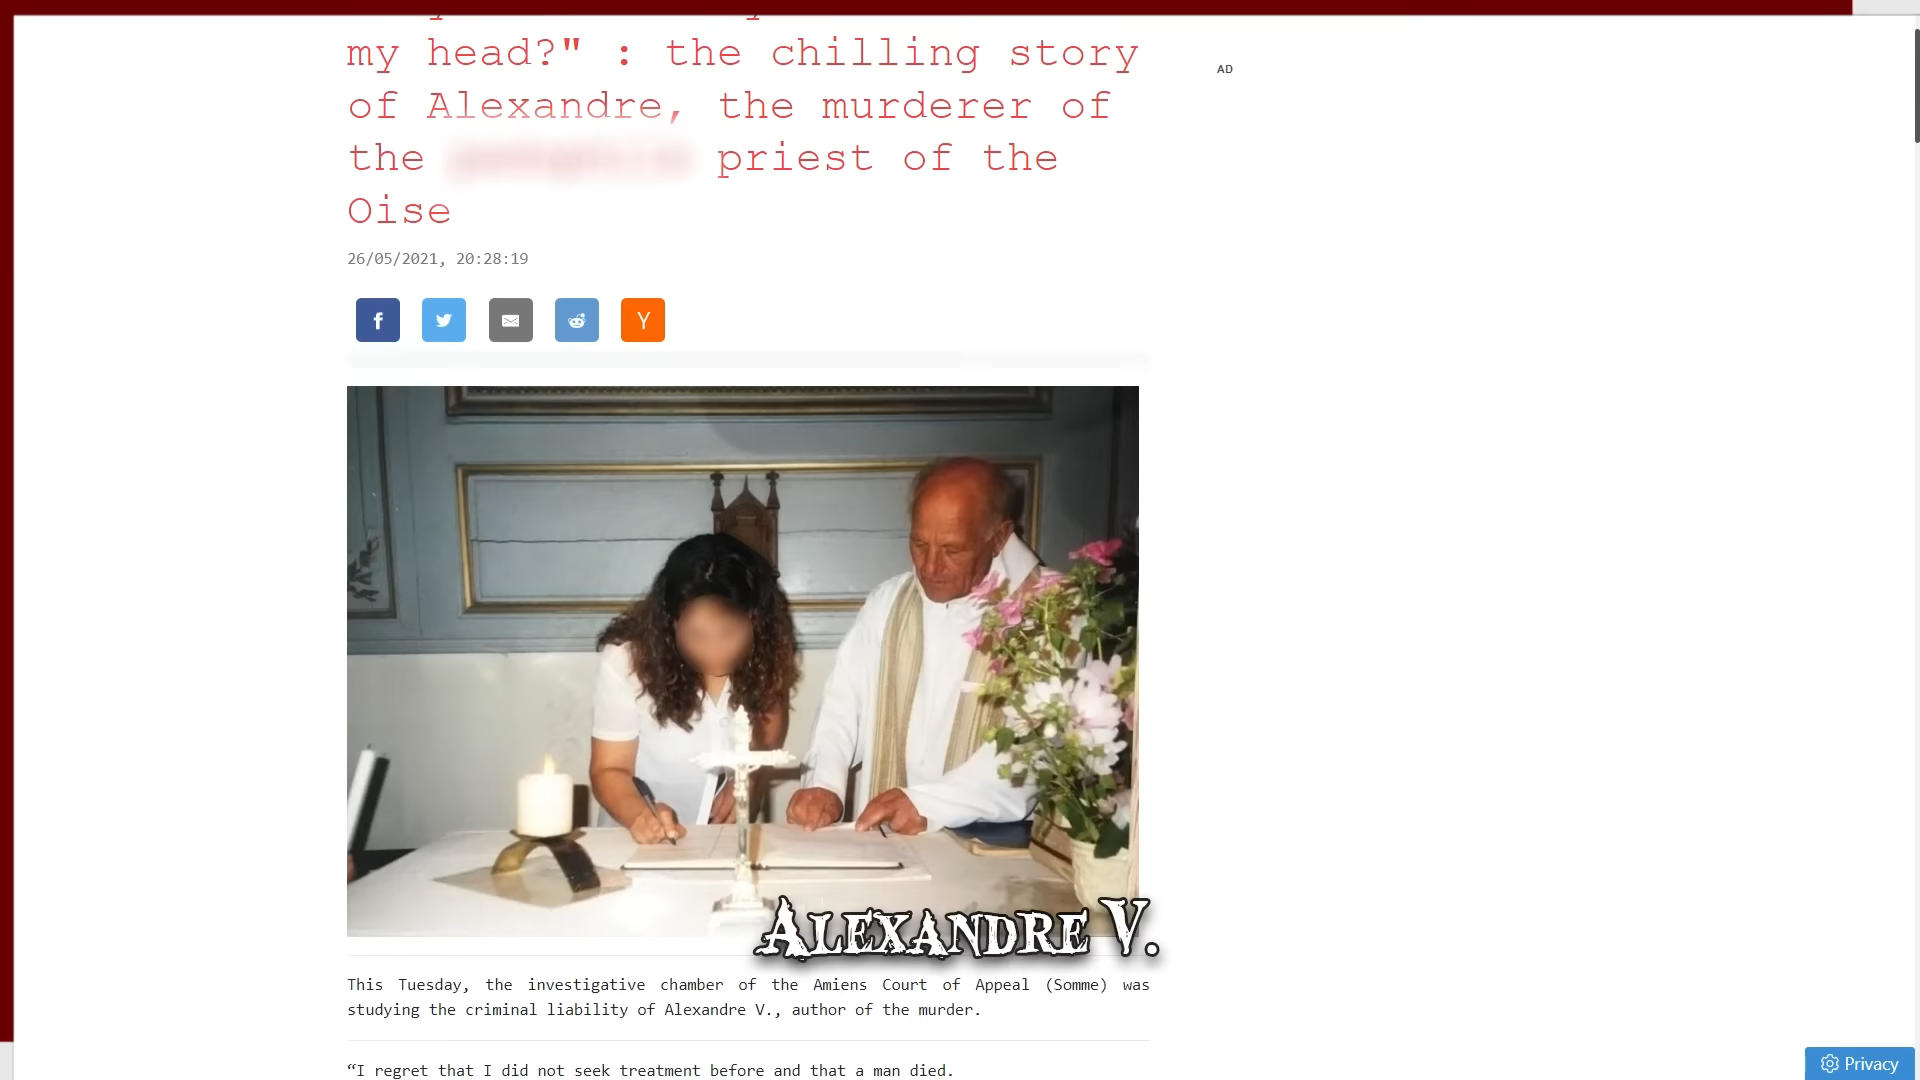 my head?" : the chilling story
of Alexandre, the murderer of
the priest of the
Oise
26/05/2021, 20:28:19
AD
f
Y
ALEXANDRE V.
This Tuesday, the investigative chamber of the Amiens Court of Appeal (Somme) was
studying the criminal liability of Alexandre V., author of the murder.
“I regret that I did not seek treatment before and that a man died.
Privacy